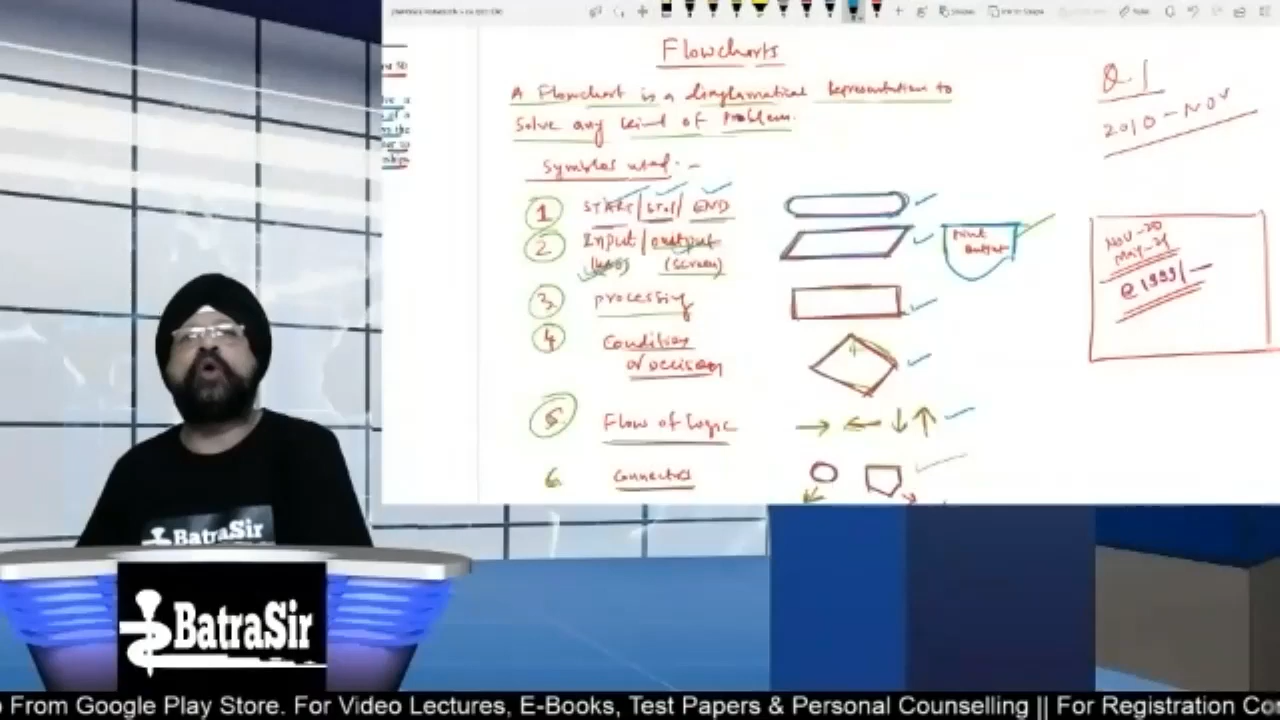 Flowcharts
A Flowchart is a diagrammatical representation to
Solve any kind of problem.
Symbols used:-
1 START/STOP/END
2 Input/output
(screen)
Print
output
3 processing
4 Condition
or decision
5 Flow of logic
6 Connectors
Q.1
2010-NOV
NOV-20
MAY-21
@ 1999/-
BatraSir
BatraSir
From Google Play Store. For Video Lectures, E-Books, Test Papers & Personal Counselling || For Registration